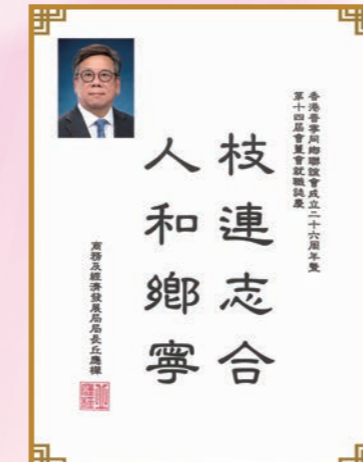 香港普寧同鄉聯誼會成立二十六周年暨
第十四屆會董會就職誌慶
枝連志合
人和鄉寧
商務及經濟發展局局長丘應樺